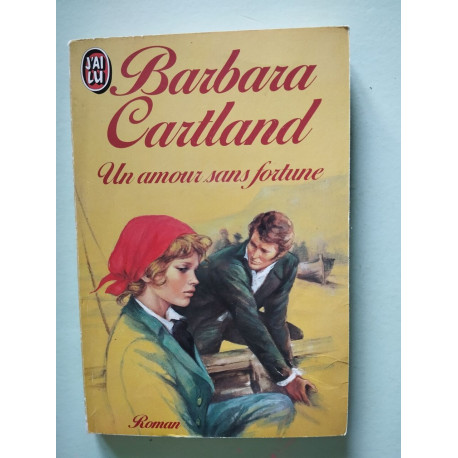 J'AI
LU
Barbara
Cartland
Un amour sans fortune
Roman